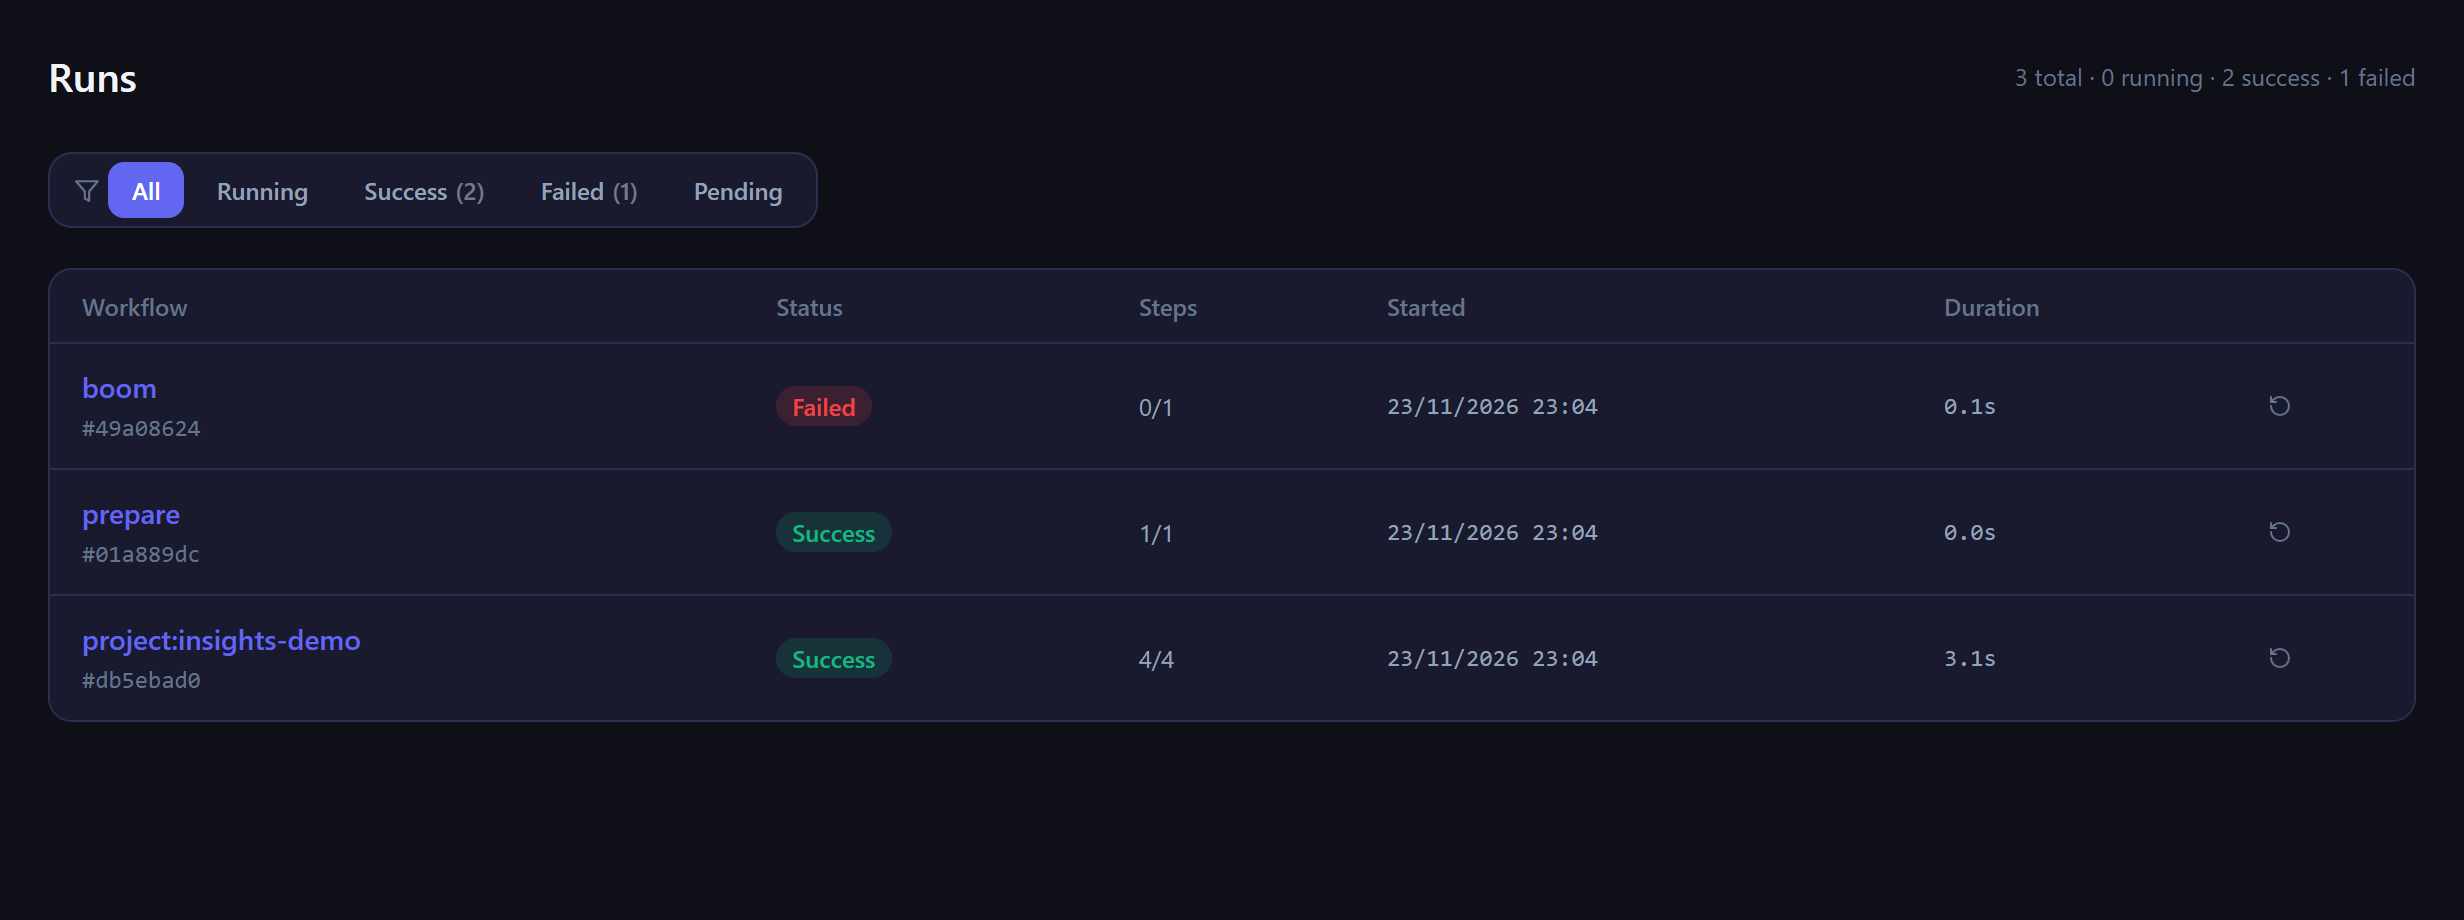 Runs
3 total · 0 running · 2 success · 1 failed
All Running Success (2) Failed (1) Pending
Workflow Status Steps Started Duration
boom
#49a08624
Failed 0/1 23/11/2026 23:04 0.1s
prepare
#01a889dc
Success 1/1 23/11/2026 23:04 0.0s
project:insights-demo
#db5ebad0
Success 4/4 23/11/2026 23:04 3.1s